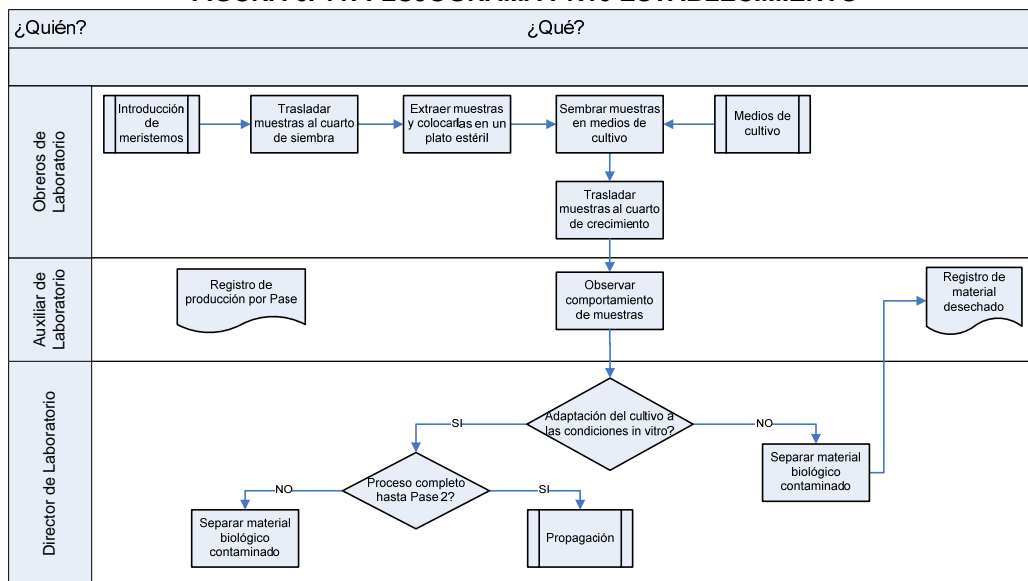 ¿Quién?
¿Qué?
Obreros de
Laboratorio
Introducción
de
meristemos
Trasladar
muestras al cuarto
de siembra
Extraer muestras
y colocarlas en un
plato estéril
Sembrar muestras
en medios de
cultivo
Medios de
cultivo
Trasladar
muestras al cuarto
de crecimiento
Auxiliar de
Laboratorio
Registro de
producción por Pase
Observar
comportamiento
de muestras
Registro de
material
desechado
Director de Laboratorio
Adaptación del cultivo a
las condiciones in vitro?
SI
NO
Separar material
biológico
contaminado
Proceso completo
hasta Pase 2?
NO
SI
Separar material
biológico
contaminado
Propagación